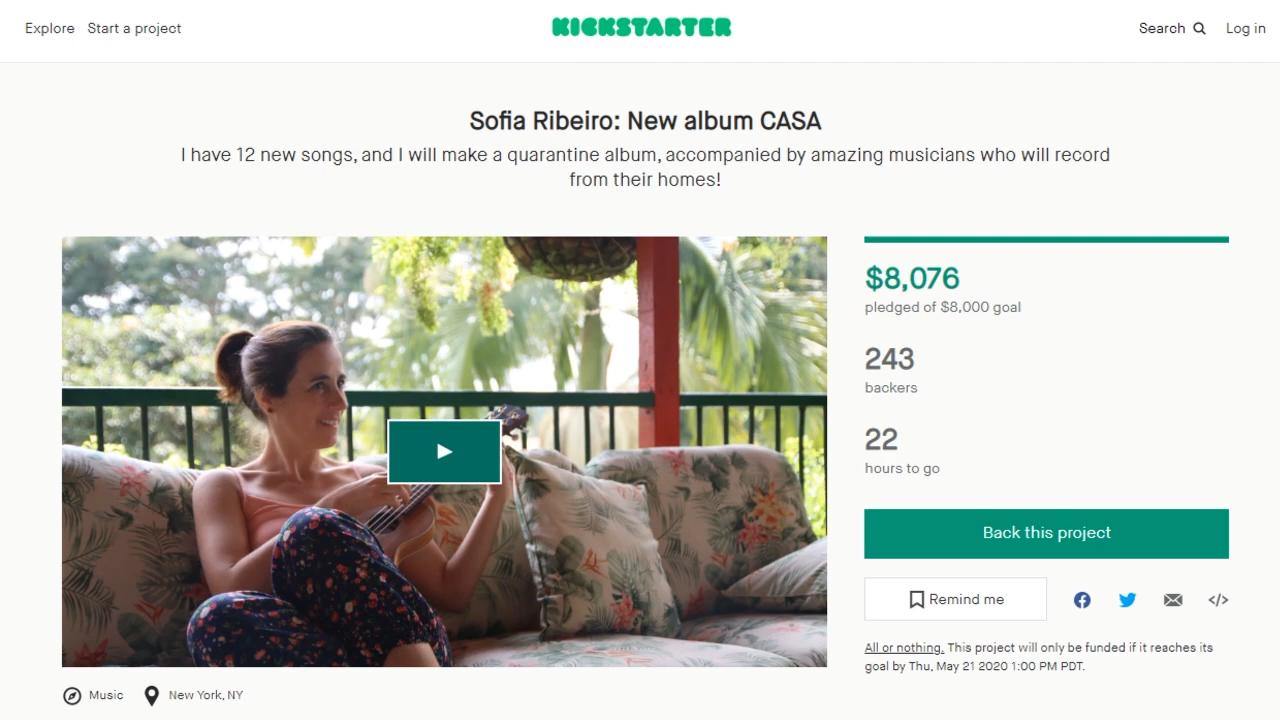 Explore Start a project KICKSTARTER Search Log in
Sofia Ribeiro: New album CASA
I have 12 new songs, and I will make a quarantine album, accompanied by amazing musicians who will record
from their homes!
$8,076
pledged of $8,000 goal
243
backers
22
hours to go
Back this project
Remind me </>
All or nothing. This project will only be funded if it reaches its
goal by Thu, May 21 2020 1:00 PM PDT.
Music New York, NY